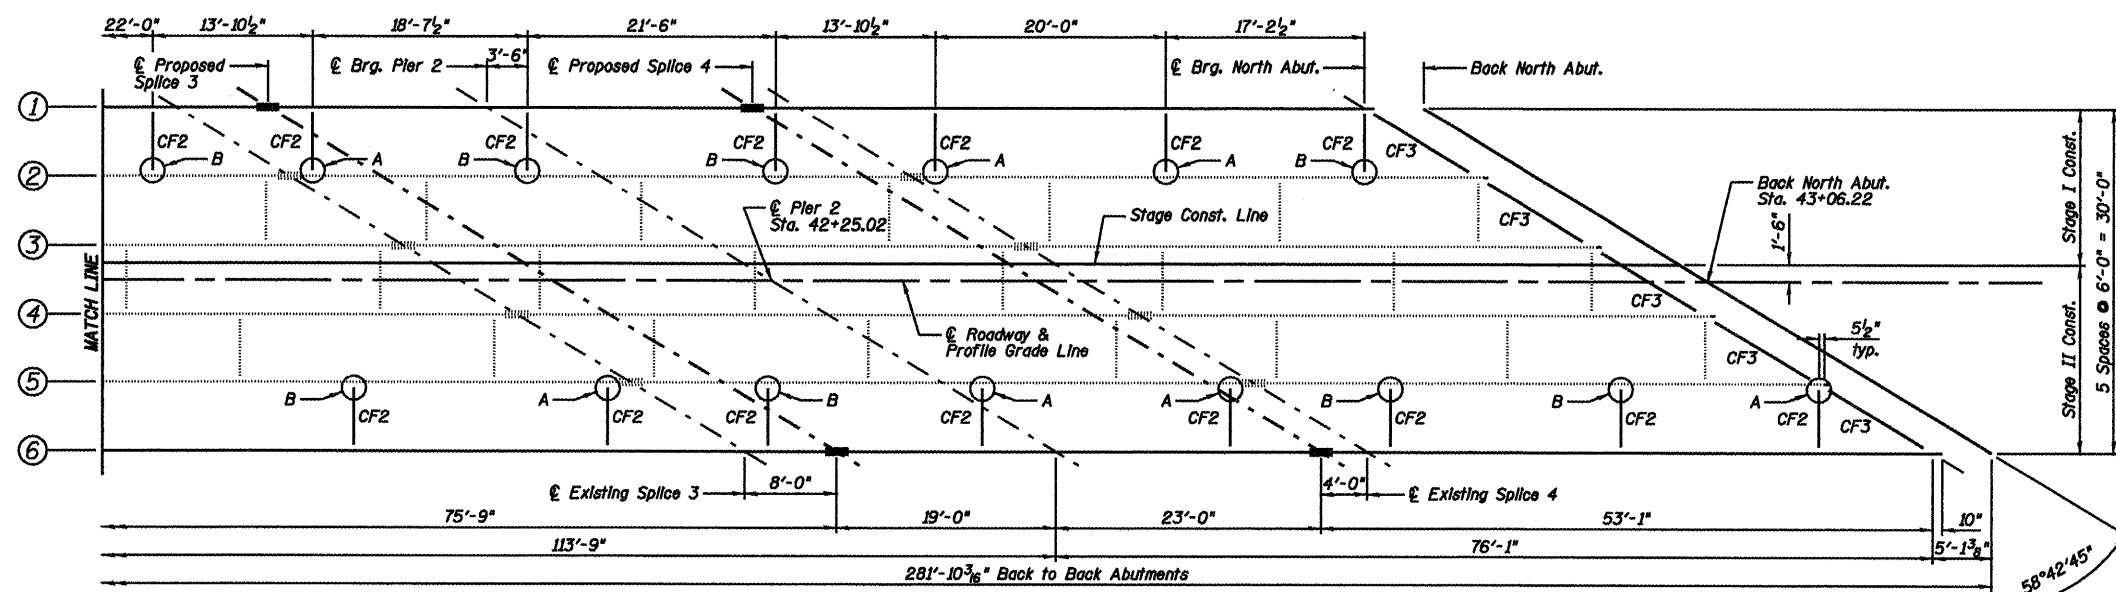 22'-0" 13'-10½" 18'-7½" 21'-6" 13'-10½" 20'-0" 17'-2½"
3'-6"
℄ Proposed
Splice 3
℄ Brg. Pier 2
℄ Proposed Splice 4
℄ Brg. North Abut.
Back North Abut.
1
CF2 CF2 CF2 CF2 CF2 CF2 CF2 CF3
B A B B A A B
2
℄ Pier 2
Sta. 42+25.02
Stage Const. Line
CF3
Back North Abut.
Sta. 43+06.22
1'-6"
Stage I Const.
5 Spaces @ 6'-0" = 30'-0"
3
MATCH LINE
CF3
4
℄ Roadway &
Profile Grade Line
CF3
5½"
typ.
Stage II Const.
5
B A B A A B B A
CF2 CF2 CF2 CF2 CF2 CF2 CF2 CF2 CF3
6
℄ Existing Splice 3
8'-0"
4'-0"
℄ Existing Splice 4
75'-9" 19'-0" 23'-0" 53'-1" 10"
113'-9" 76'-1" 5'-1⅜"
281'-10³⁄₁₆" Back to Back Abutments
58°42'45"